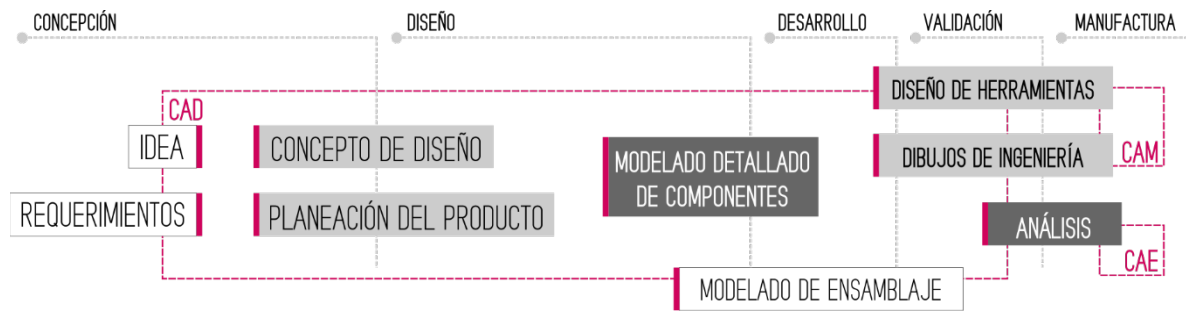 CONCEPCIÓN
DISEÑO
DESARROLLO
VALIDACIÓN
MANUFACTURA
DISEÑO DE HERRAMIENTAS
CAD
IDEA
CONCEPTO DE DISEÑO
MODELADO DETALLADO
DE COMPONENTES
DIBUJOS DE INGENIERÍA
CAM
REQUERIMIENTOS
PLANEACIÓN DEL PRODUCTO
ANÁLISIS
CAE
MODELADO DE ENSAMBLAJE